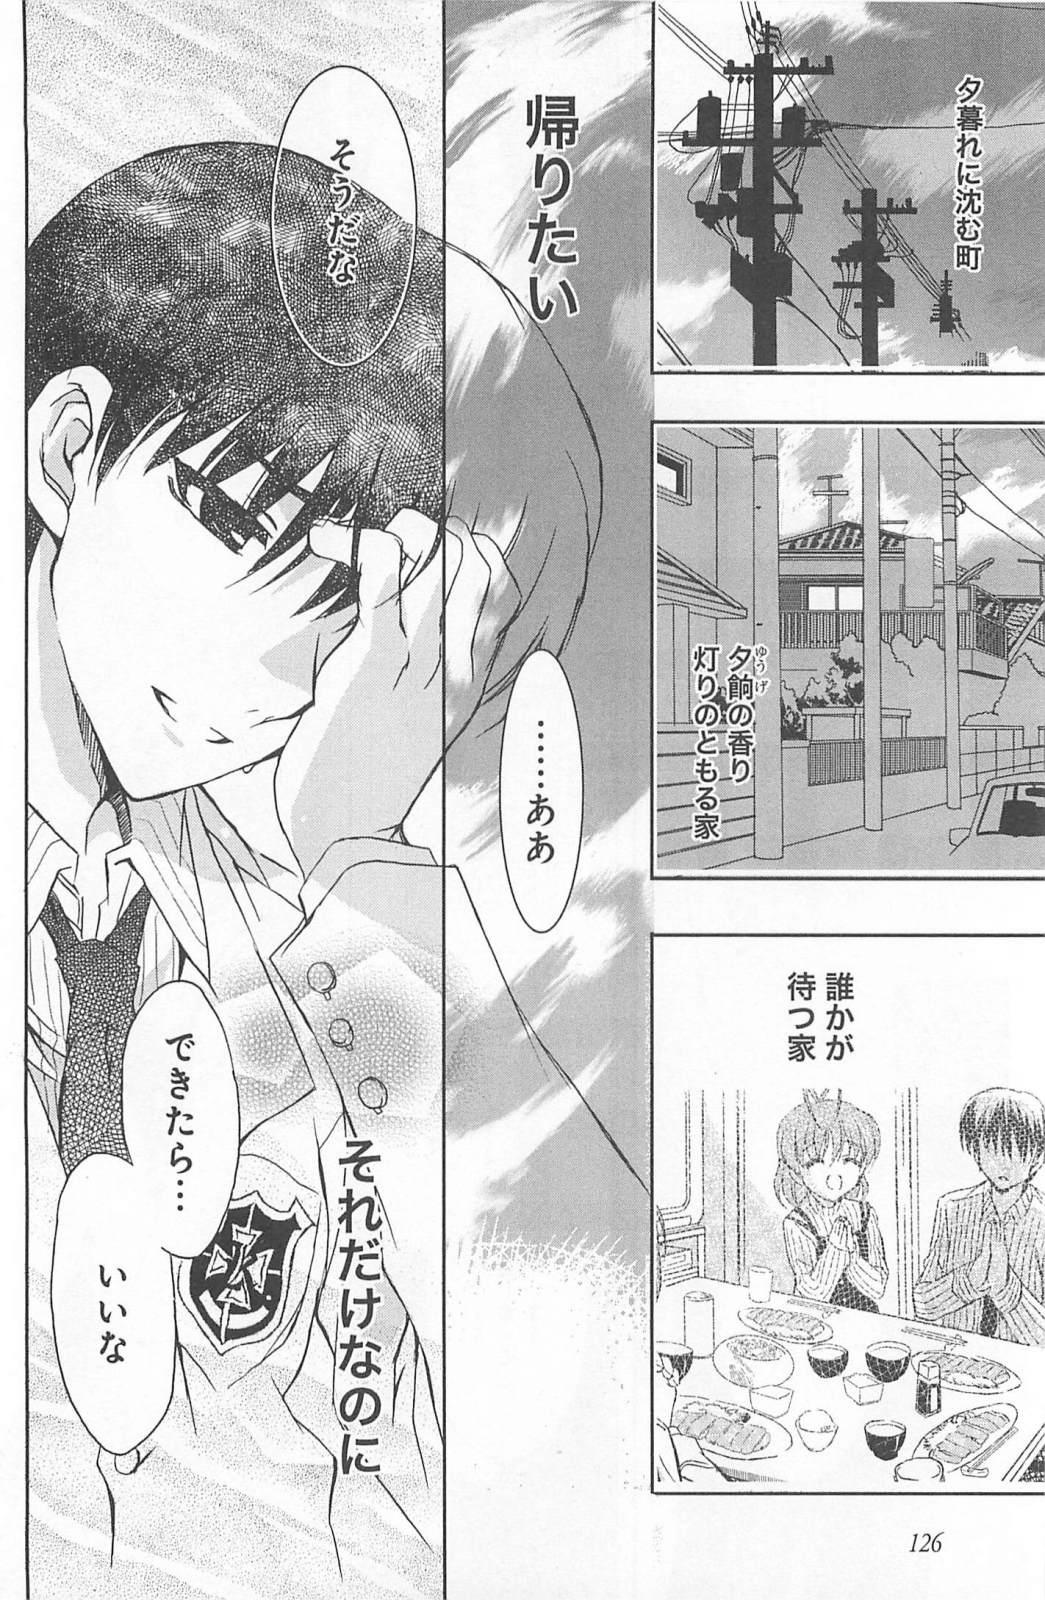 夕暮れに沈む町
夕餉の香り
ゆうげ
灯りのともる家
誰かが
待つ家
帰りたい
……ああ
そうだな
それだけなのに
できたら…
いいな
126